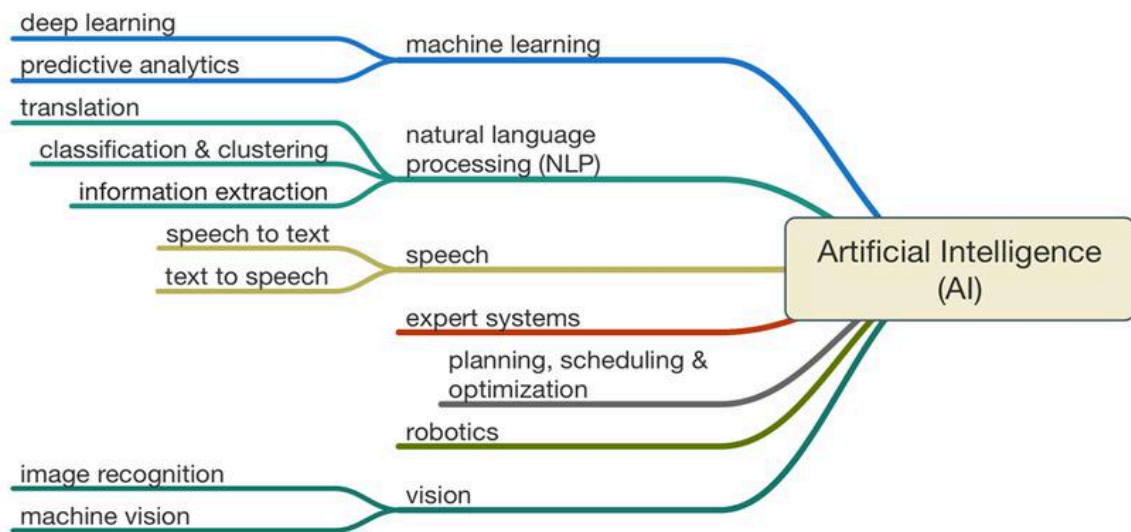 deep learning
machine learning
predictive analytics
translation
natural language
processing (NLP)
classification & clustering
information extraction
speech to text
speech
text to speech
Artificial Intelligence
(AI)
expert systems
planning, scheduling &
optimization
robotics
image recognition
vision
machine vision